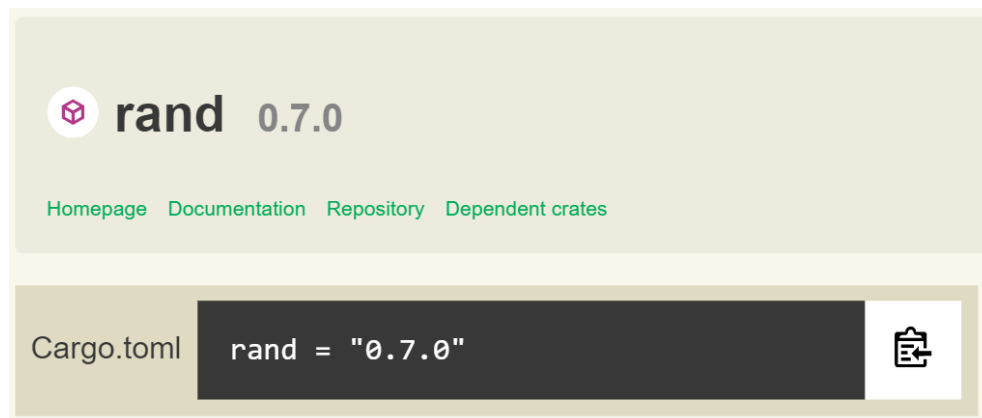 rand 0.7.0
Homepage Documentation Repository Dependent crates
Cargo.toml rand = "0.7.0"